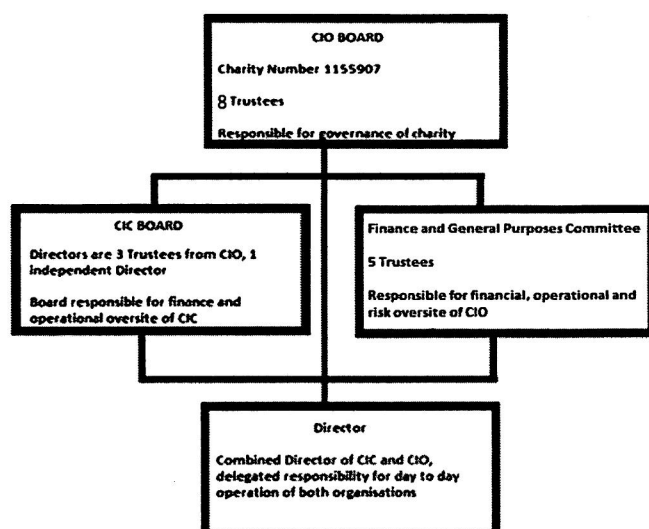 CIO BOARD
Charity Number 1155907
8 Trustees
Responsible for governance of charity
CIC BOARD
Directors are 3 Trustees from CIO, 1
independent Director
Board responsible for finance and
operational oversite of CIC
Finance and General Purposes Committee
5 Trustees
Responsible for financial, operational and
risk oversite of CIO
Director
Combined Director of CIC and CIO,
delegated responsibility for day to day
operation of both organisations